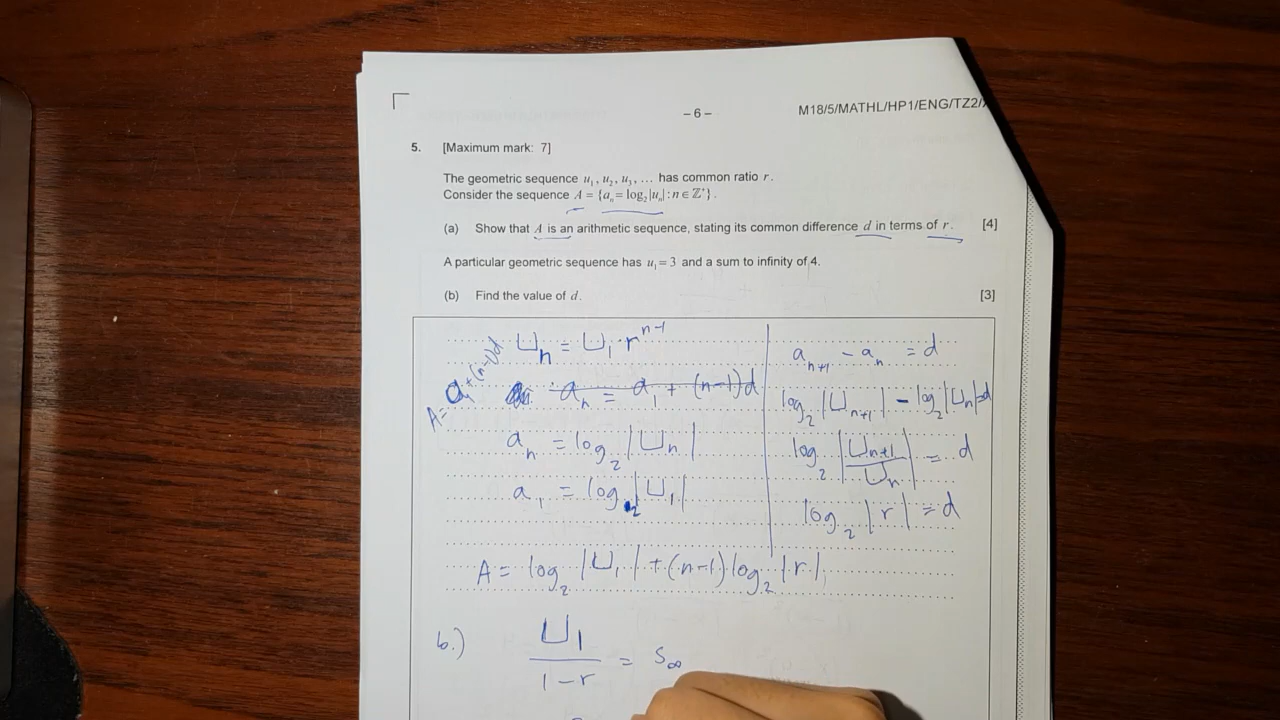 – 6 –
M18/5/MATHL/HP1/ENG/TZ2/
5. [Maximum mark: 7]
The geometric sequence u₁, u₂, u₃, … has common ratio r.
Consider the sequence A = {aₙ = log₂|uₙ| : n ∈ ℤ⁺}.
(a) Show that A is an arithmetic sequence, stating its common difference d in terms of r. [4]
A particular geometric sequence has u₁ = 3 and a sum to infinity of 4.
(b) Find the value of d. [3]
Uₙ = U₁ · rⁿ⁻¹
A = a₁ + (n-1)d
aₙ = a₁ + (n-1)d
aₙ = log₂ |Uₙ|
a₁ = log₂ |U₁|
aₙ₊₁ - aₙ = d
log₂ |Uₙ₊₁| - log₂ |Uₙ| = d
log₂ |Uₙ₊₁ / Uₙ| = d
log₂ |r| = d
A = log₂ |U₁| + (n-1) log₂ |r|
b.) U₁ / 1-r = S∞